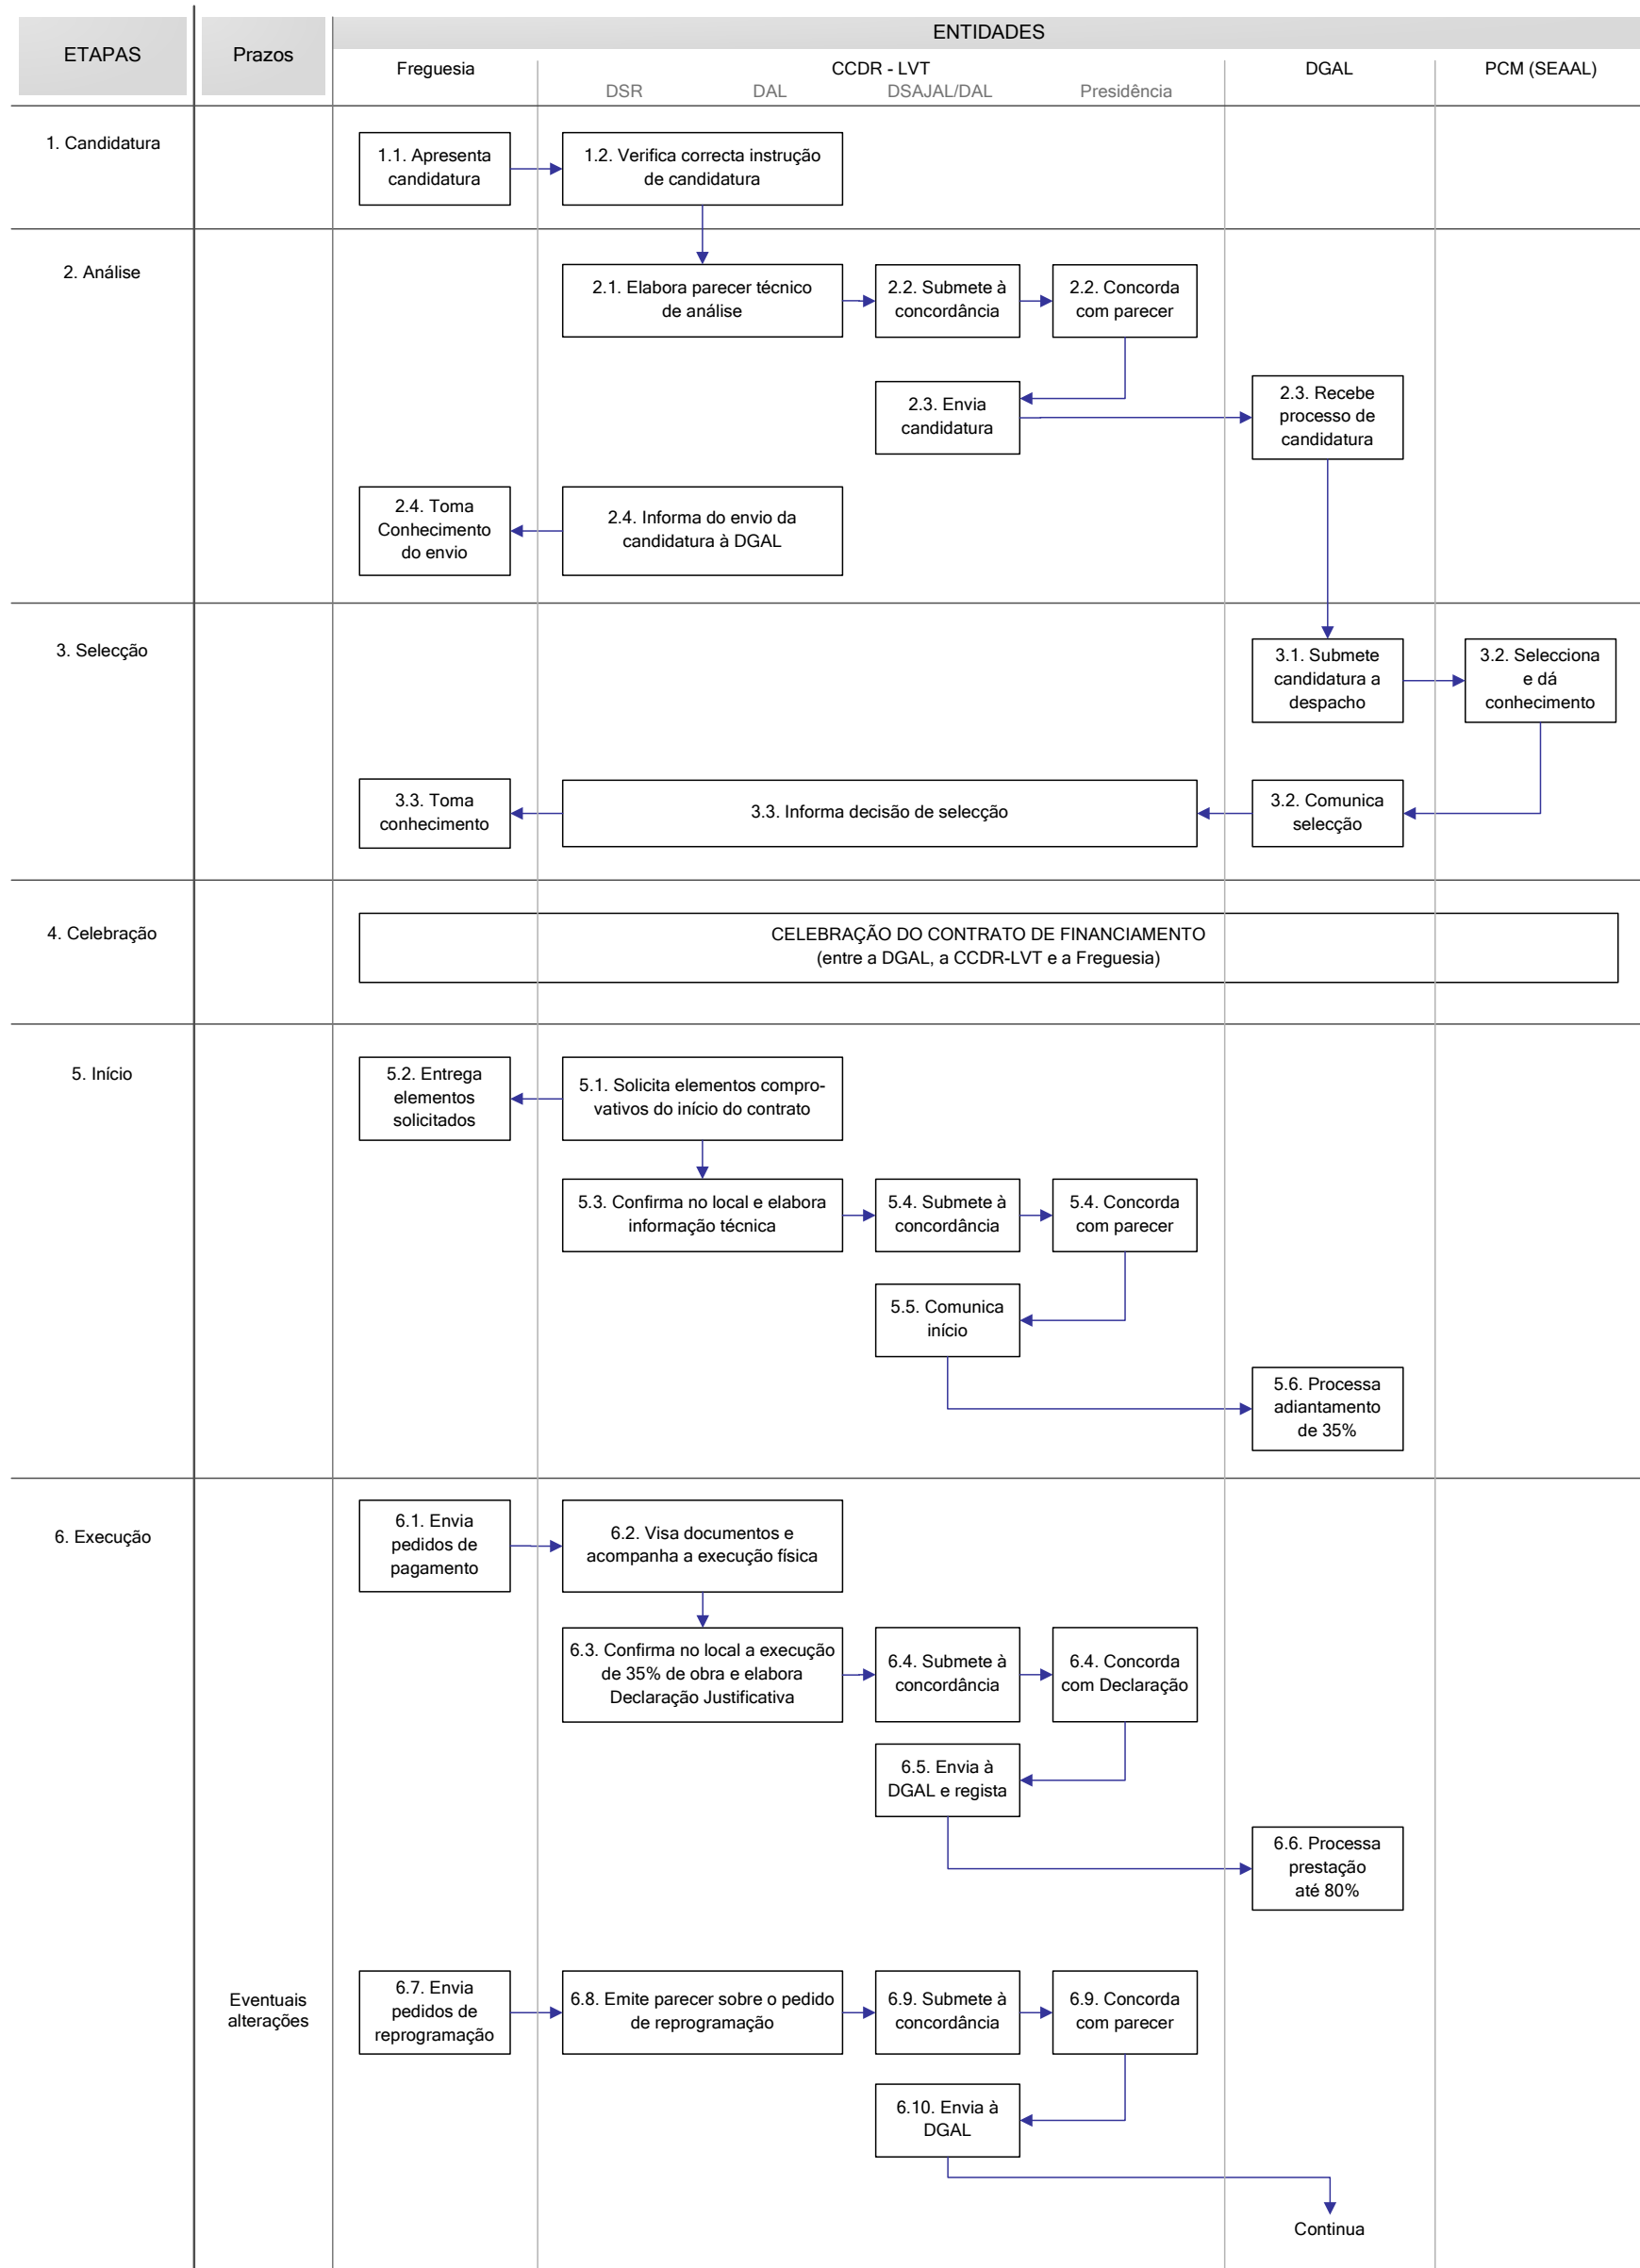 ENTIDADES
ETAPAS
Prazos
Freguesia
CCDR - LVT
DGAL
PCM (SEAAL)
DSR
DAL
DSAJAL/DAL
Presidência
1. Candidatura
1.1. Apresenta
candidatura
1.2. Verifica correcta instrução
de candidatura
2. Análise
2.1. Elabora parecer técnico
de análise
2.2. Submete à
concordância
2.2. Concorda
com parecer
2.3. Envia
candidatura
2.3. Recebe
processo de
candidatura
2.4. Toma
Conhecimento
do envio
2.4. Informa do envio da
candidatura à DGAL
3. Selecção
3.1. Submete
candidatura a
despacho
3.2. Selecciona
e dá
conhecimento
3.3. Toma
conhecimento
3.3. Informa decisão de selecção
3.2. Comunica
selecção
4. Celebração
CELEBRAÇÃO DO CONTRATO DE FINANCIAMENTO
(entre a DGAL, a CCDR-LVT e a Freguesia)
5. Início
5.2. Entrega
elementos
solicitados
5.1. Solicita elementos compro-
vativos do início do contrato
5.3. Confirma no local e elabora
informação técnica
5.4. Submete à
concordância
5.4. Concorda
com parecer
5.5. Comunica
início
5.6. Processa
adiantamento
de 35%
6. Execução
6.1. Envia
pedidos de
pagamento
6.2. Visa documentos e
acompanha a execução física
6.3. Confirma no local a execução
de 35% de obra e elabora
Declaração Justificativa
6.4. Submete à
concordância
6.4. Concorda
com Declaração
6.5. Envia à
DGAL e regista
6.6. Processa
prestação
até 80%
Eventuais
alterações
6.7. Envia
pedidos de
reprogramação
6.8. Emite parecer sobre o pedido
de reprogramação
6.9. Submete à
concordância
6.9. Concorda
com parecer
6.10. Envia à
DGAL
Continua